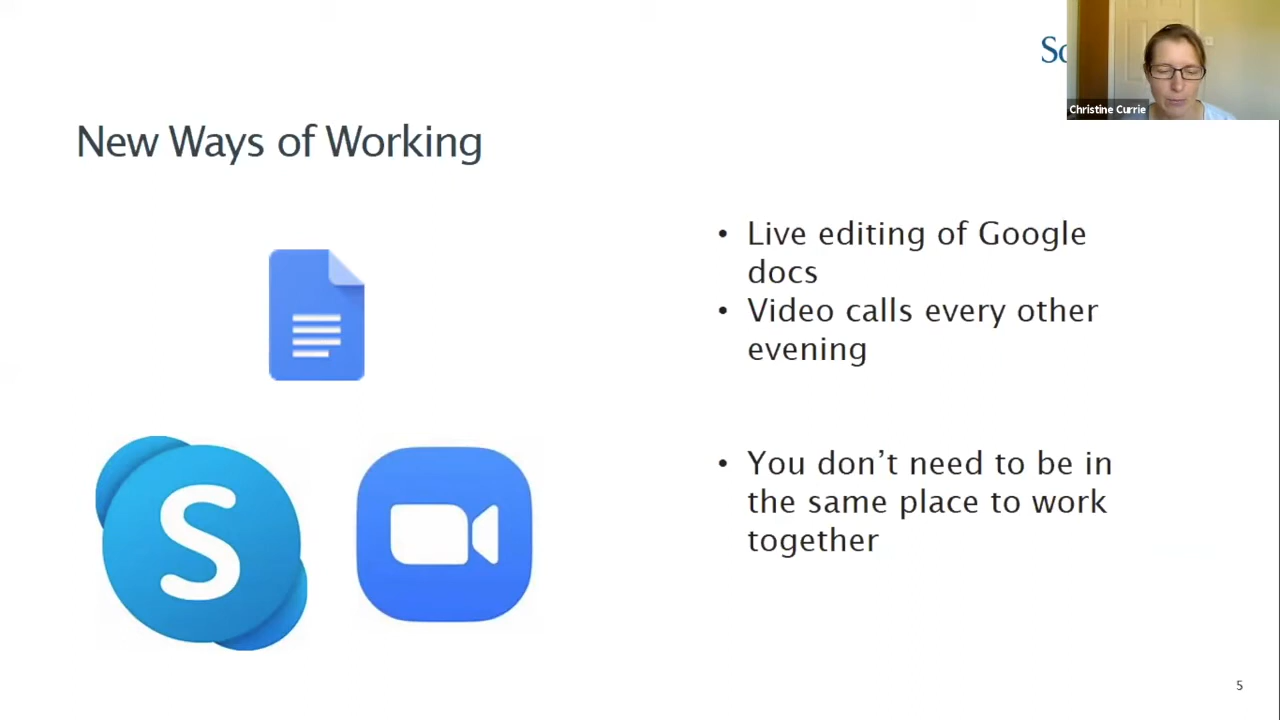 Christine Currie
New Ways of Working
• Live editing of Google
docs
• Video calls every other
evening
• You don’t need to be in
the same place to work
together
S
5